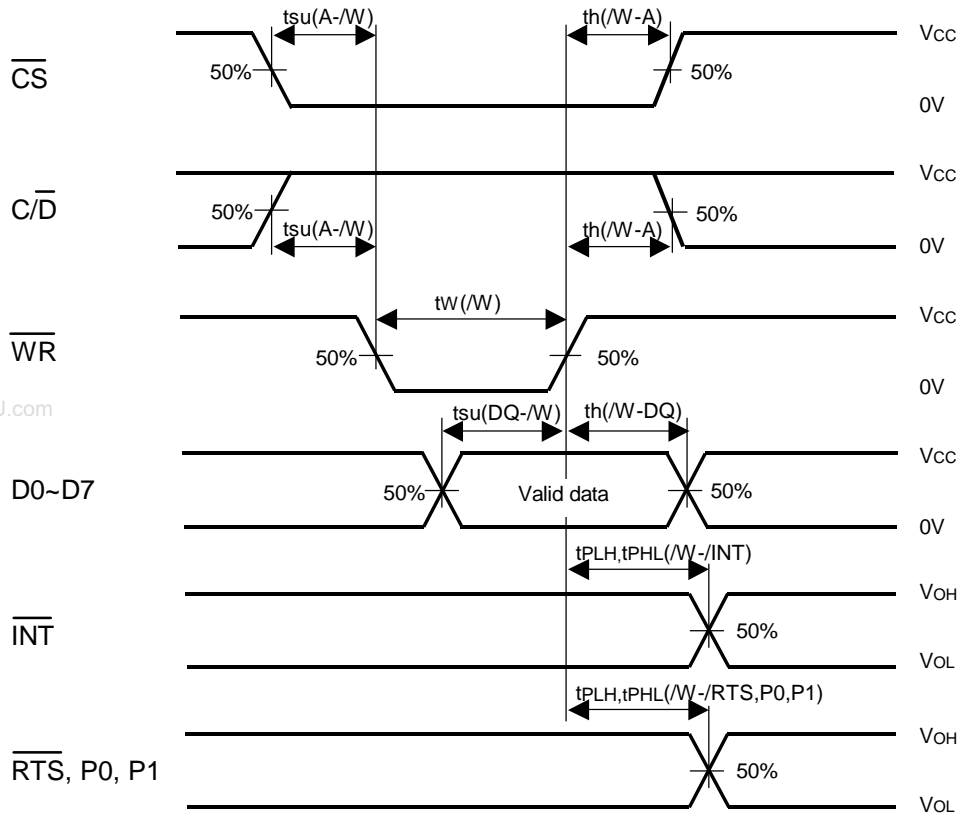 tsu(A-/W) th(/W-A)
VCC
CS 50% 50%
0V
VCC
C/D 50% 50%
tsu(A-/W) th(/W-A)
0V
tW(/W)
VCC
WR 50% 50%
0V
J.com
tsu(DQ-/W) th(/W-DQ)
VCC
D0~D7 50% Valid data 50%
0V
tPLH,tPHL(/W-/INT)
VOH
INT 50%
VOL
tPLH,tPHL(/W-/RTS,P0,P1)
VOH
RTS, P0, P1 50%
VOL